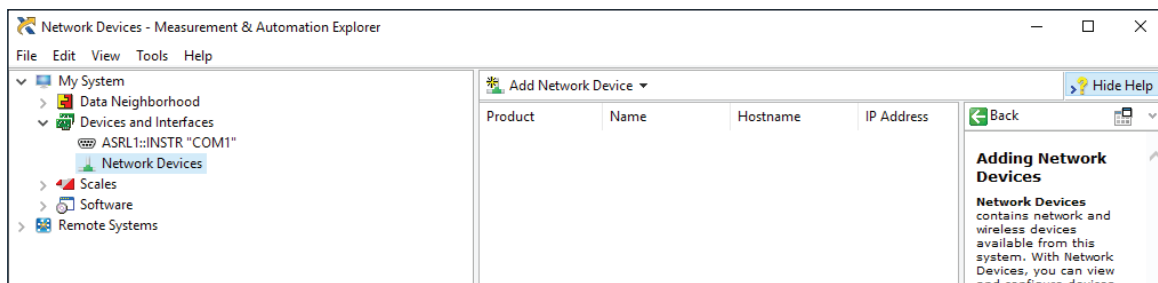 Network Devices - Measurement & Automation Explorer
File Edit View Tools Help
My System
Data Neighborhood
Devices and Interfaces
ASRL1::INSTR "COM1"
Network Devices
Scales
Software
Remote Systems
Add Network Device
Hide Help
Product Name Hostname IP Address
Back
Adding Network
Devices
Network Devices
contains network and
wireless devices
available from this
system. With Network
Devices, you can view
and configure devices